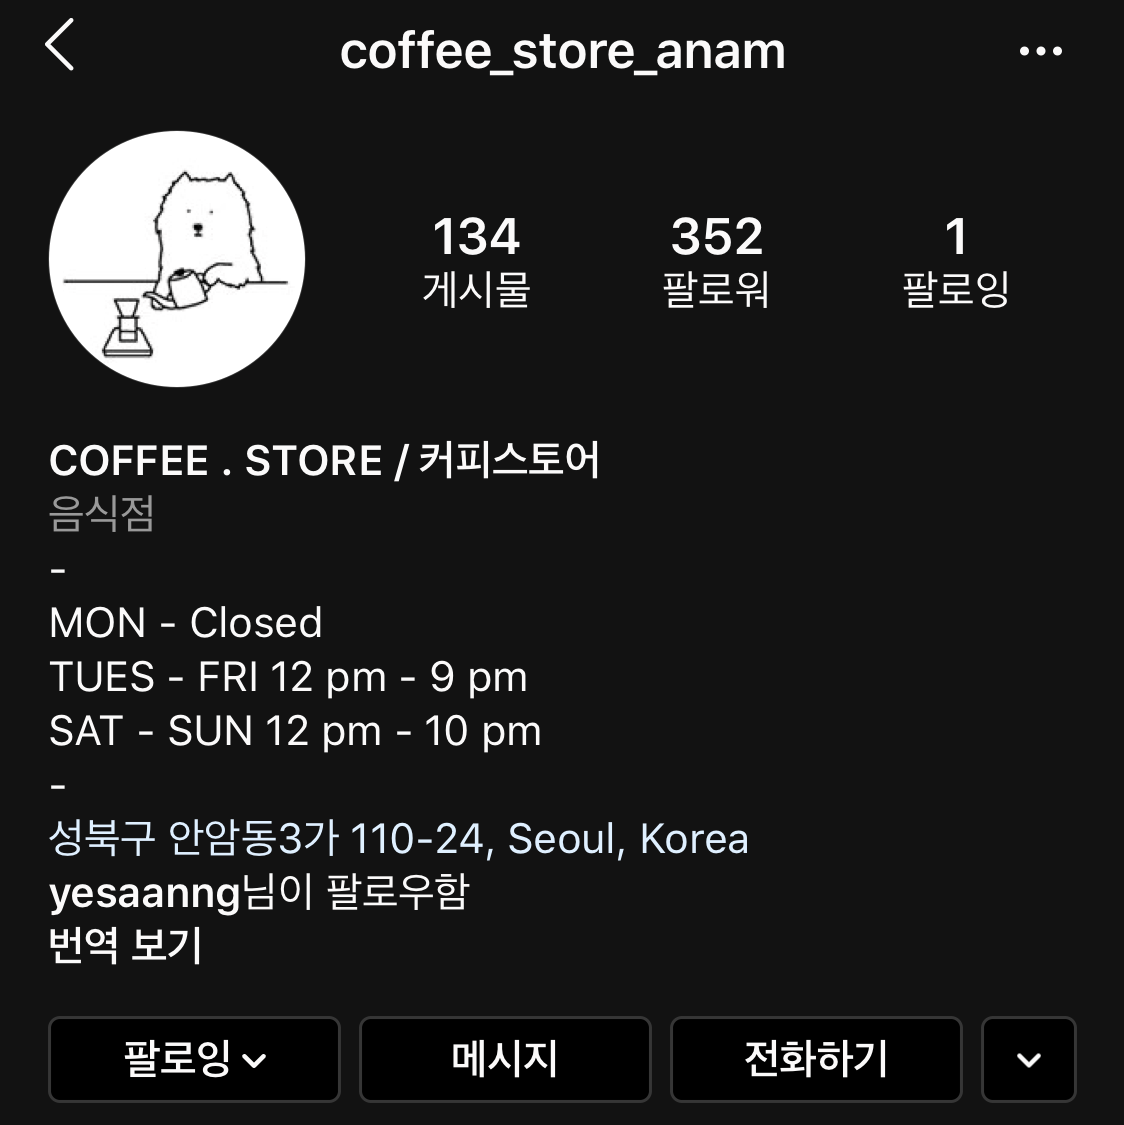 coffee_store_anam
134 352 1
게시물 팔로워 팔로잉
COFFEE . STORE / 커피스토어
음식점
-
MON - Closed
TUES - FRI 12 pm - 9 pm
SAT - SUN 12 pm - 10 pm
-
성북구 안암동3가 110-24, Seoul, Korea
yesaanng님이 팔로우함
번역 보기
팔로잉 메시지 전화하기